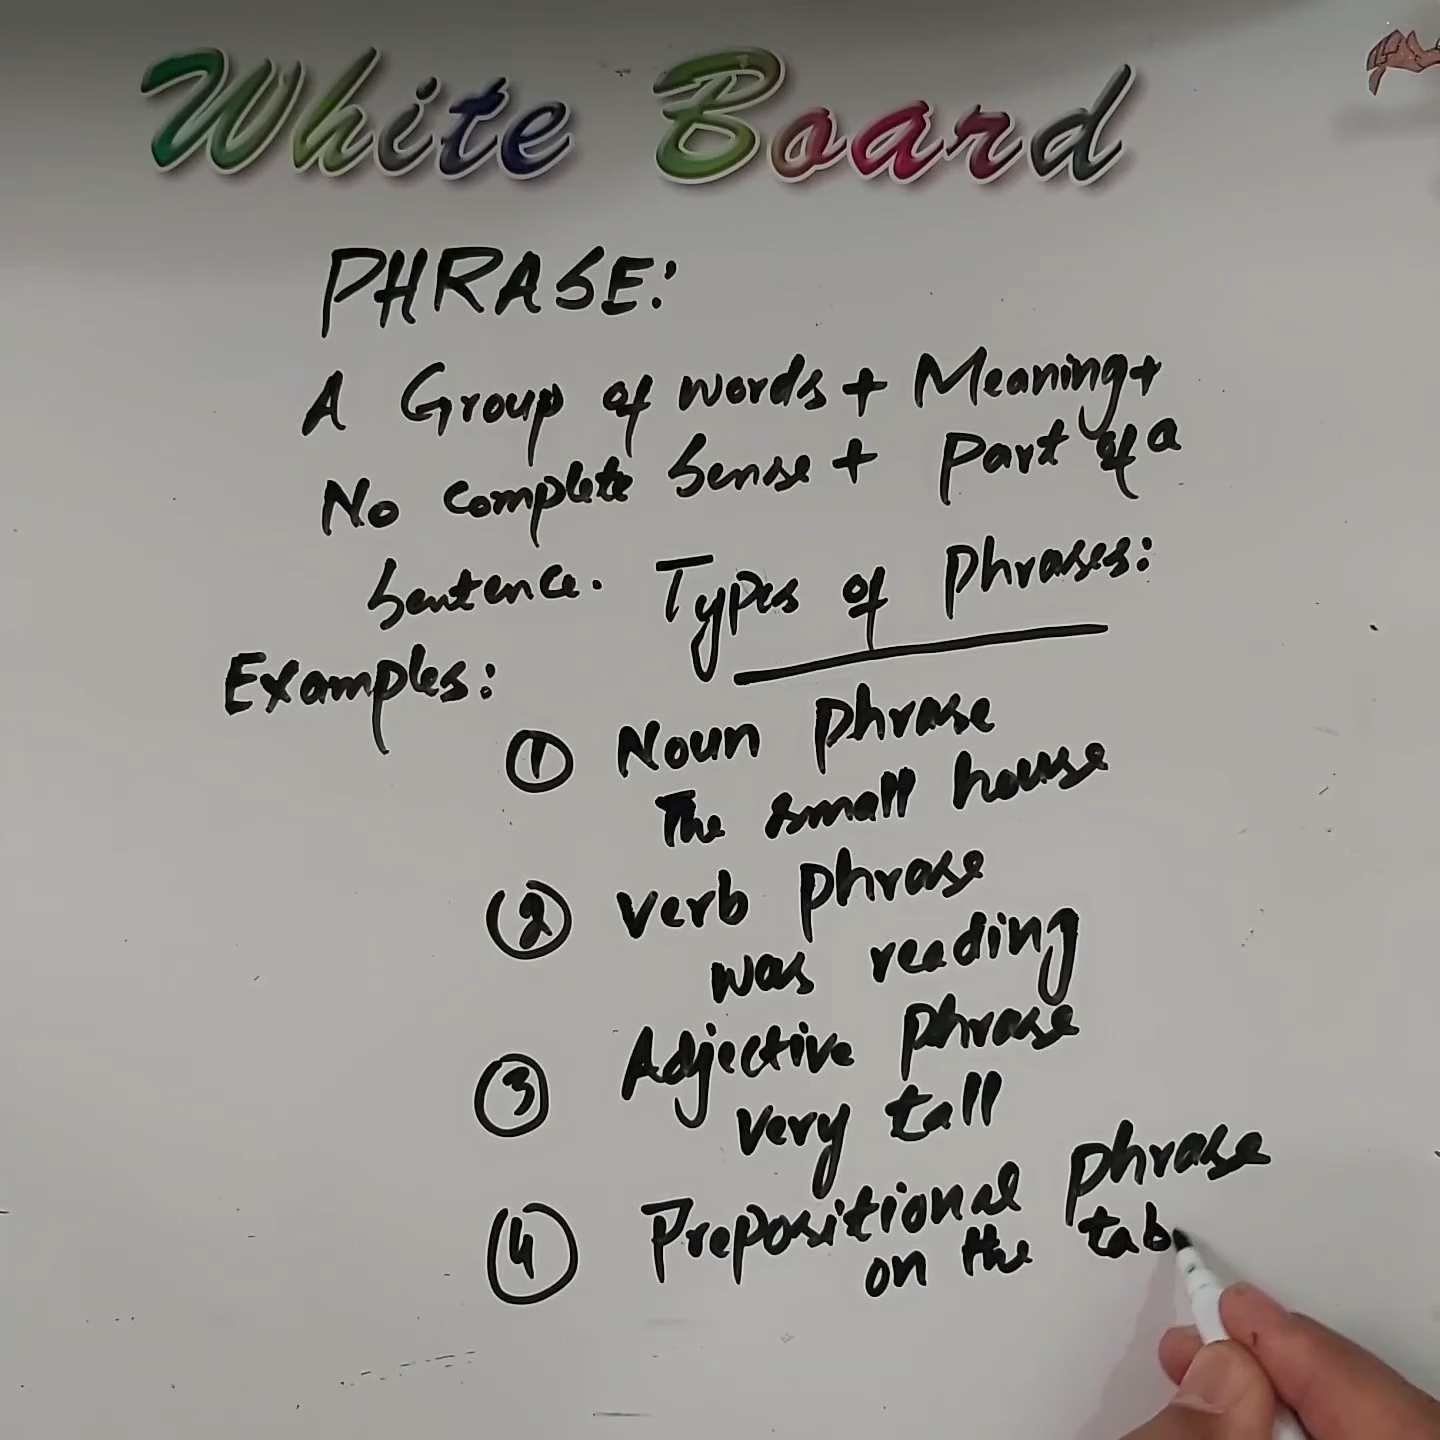 White Board
PHRASE:
A Group of words + Meaning +
No complete Sense + Part of a
Sentence. Types of Phrases:
Examples:
① Noun Phrase
The small house
② Verb Phrase
was reading
③ Adjective Phrase
very tall
④ Prepositional Phrase
on the tab